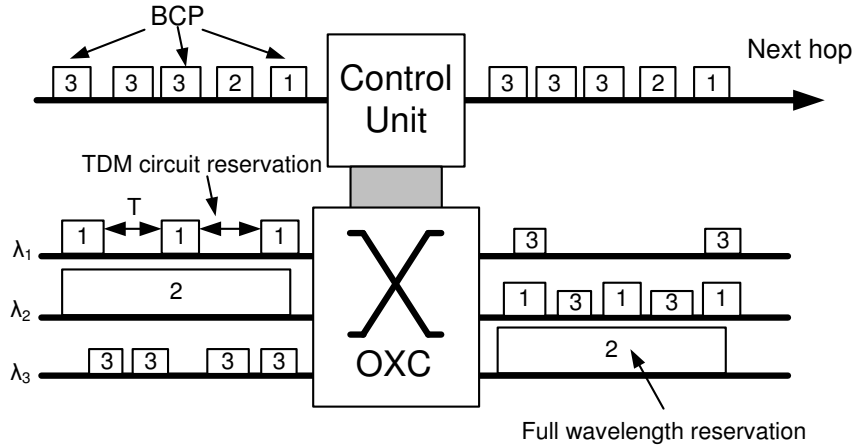 BCP
Next hop
3 3 3 2 1
Control
Unit
3 3 3 2 1
TDM circuit reservation
T
1 1 1
3 3
λ1
2
1 3 1 3 1
λ2
3 3 3 3
OXC
2
λ3
Full wavelength reservation